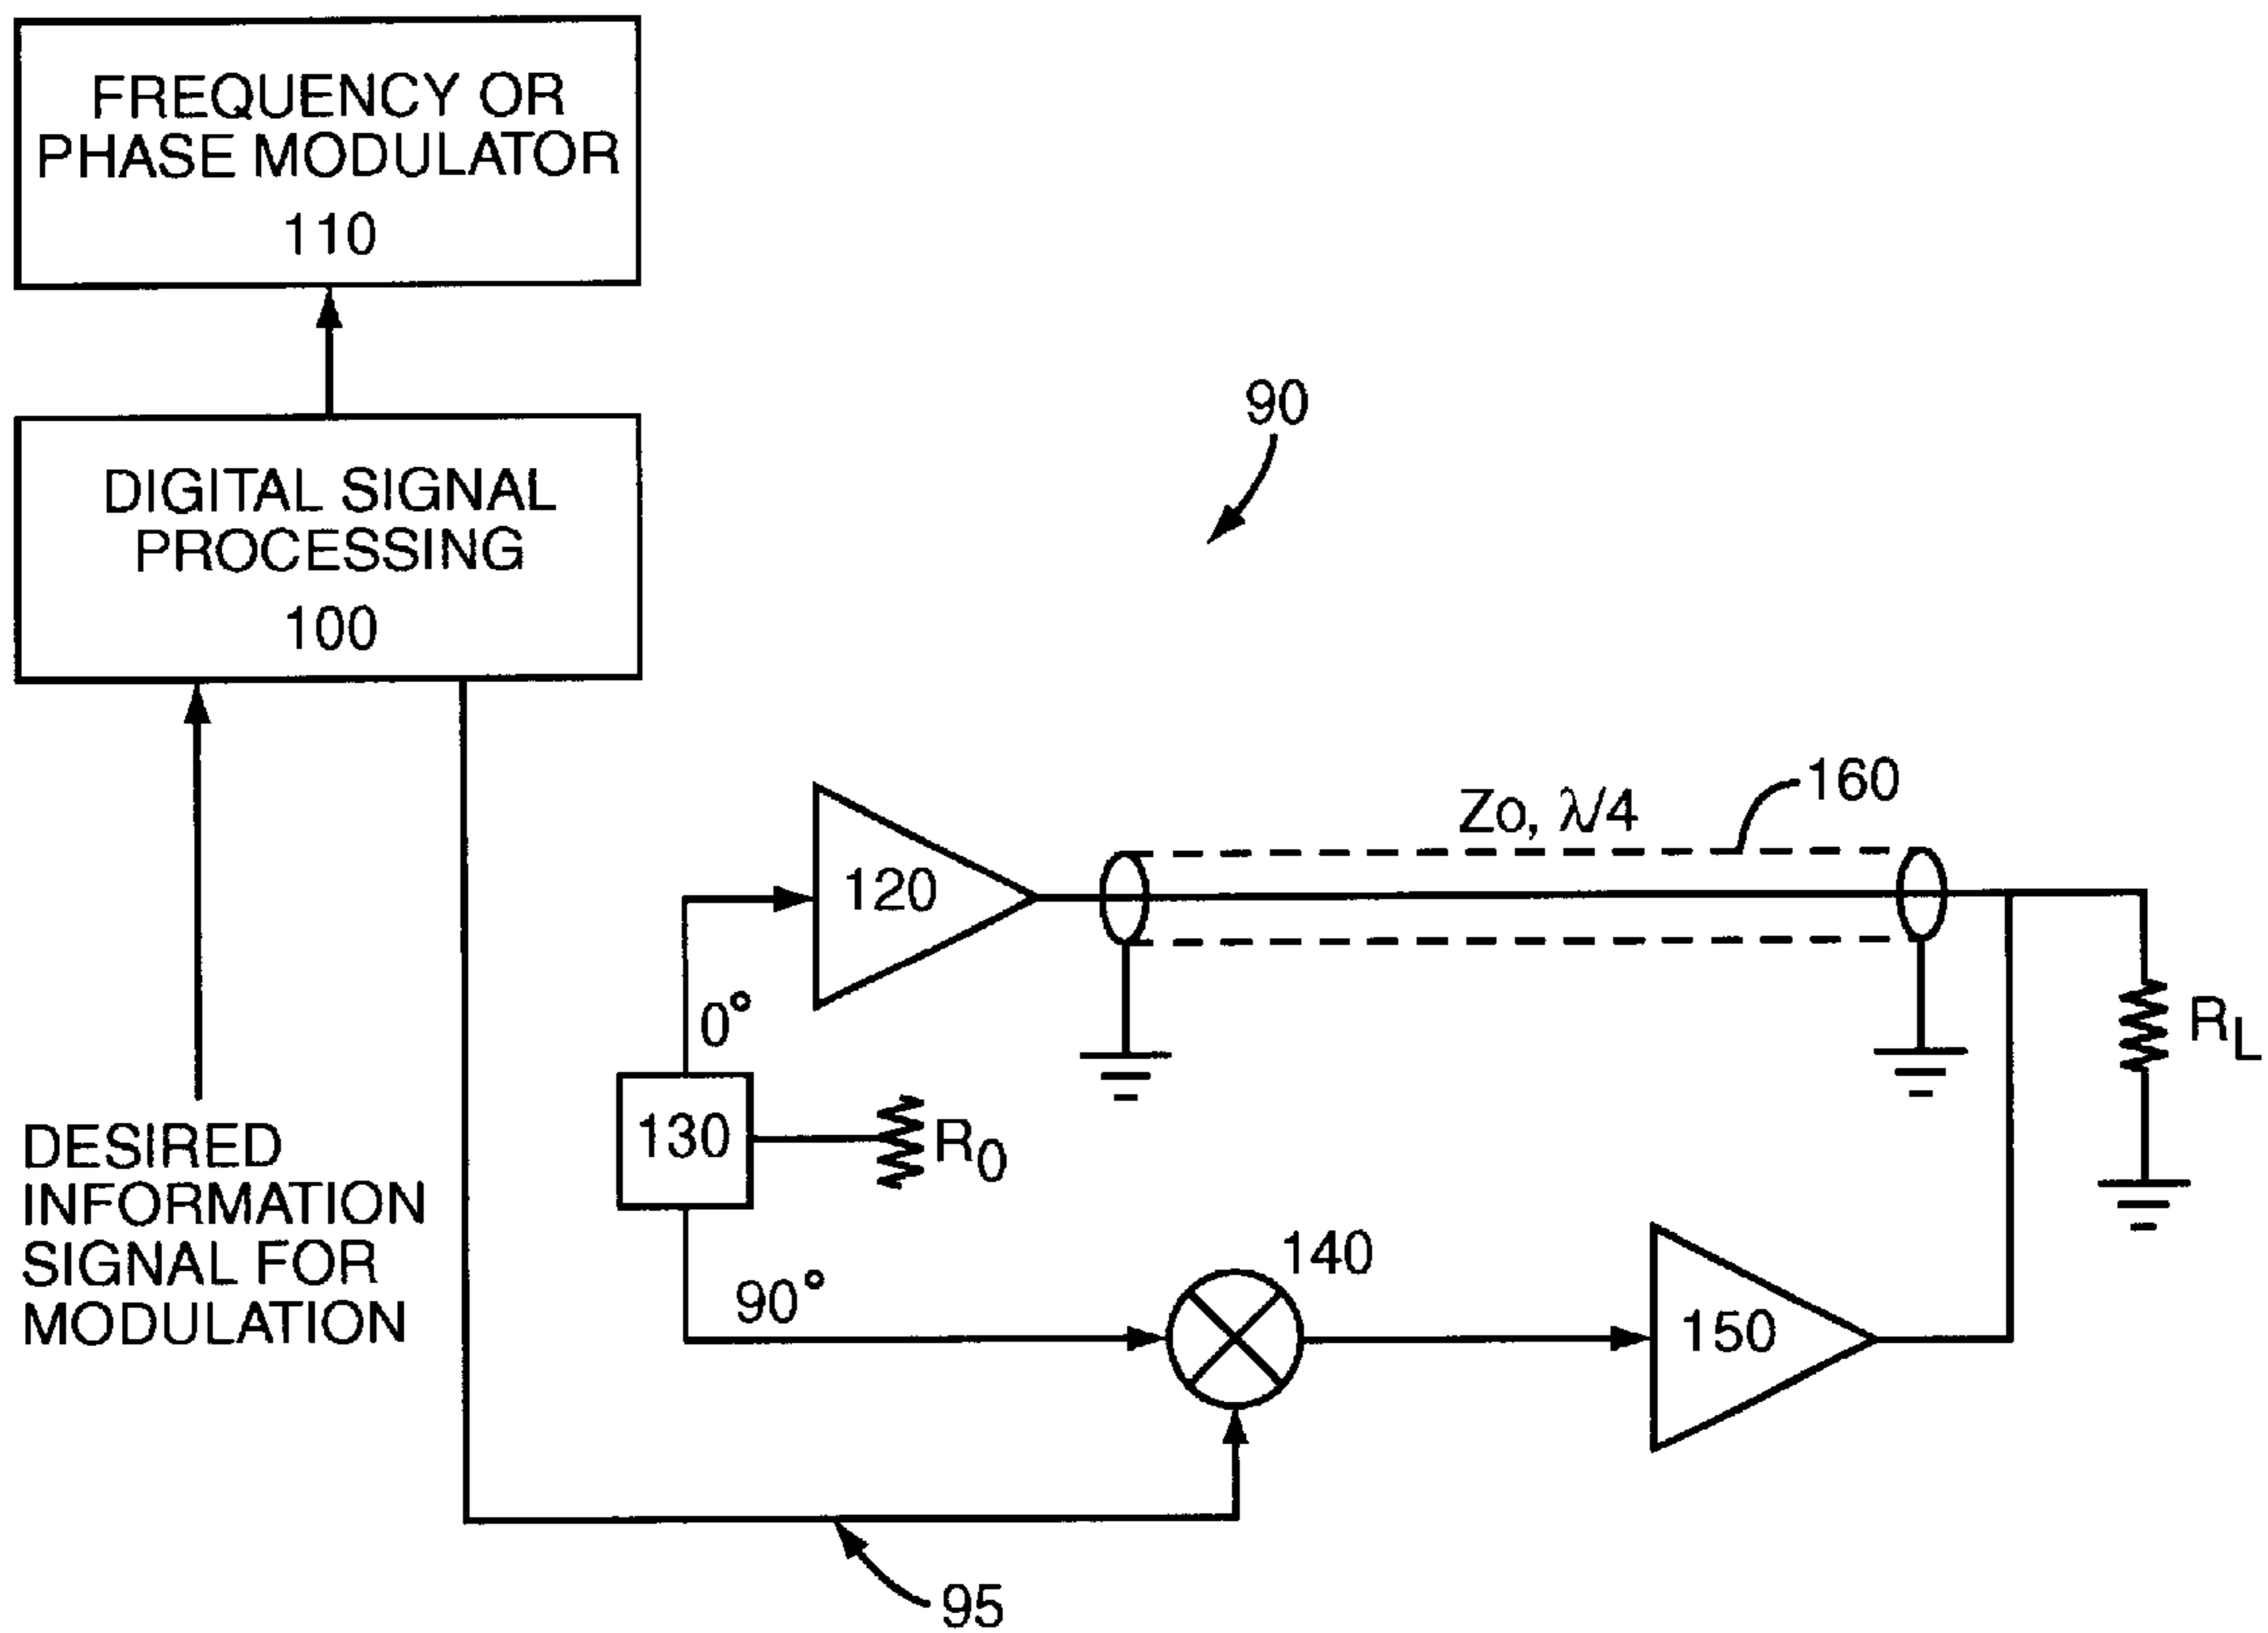 FREQUENCY OR
PHASE MODULATOR
110
DIGITAL SIGNAL
PROCESSING
100
90
160
Zo, λ/4
120
0°
RL
130
R0
DESIRED
INFORMATION
SIGNAL FOR
MODULATION
90°
140
150
95